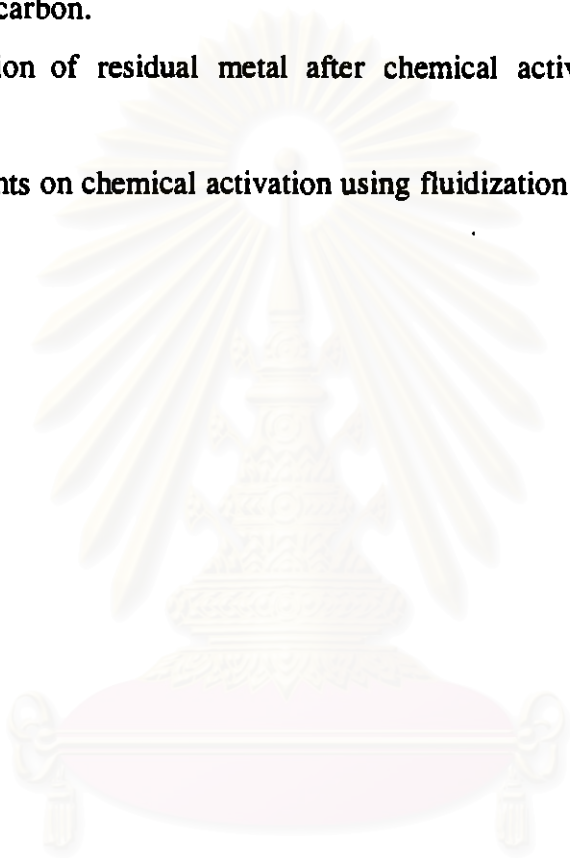 carbon.
ion of residual metal after chemical activ
nts on chemical activation using fluidization